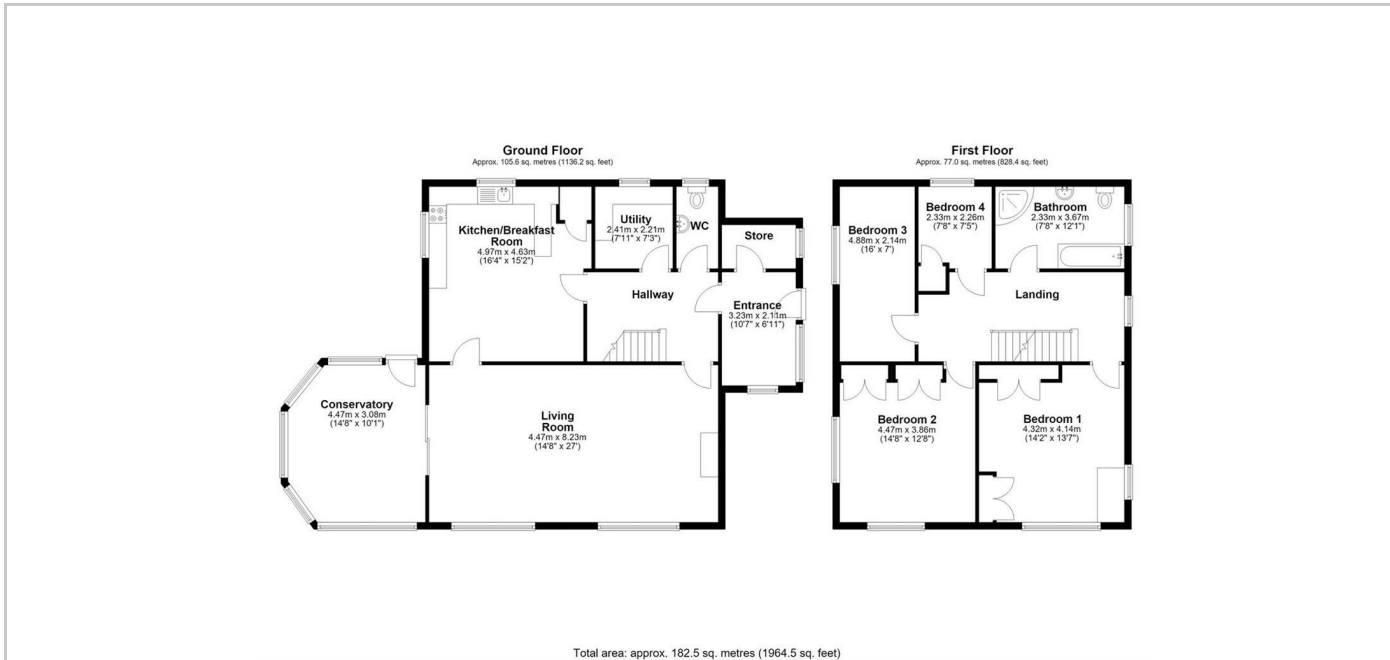 Ground Floor
Approx. 105.6 sq. metres (1136.2 sq. feet)
Kitchen/Breakfast
Room
4.97m x 4.63m
(16'4" x 15'2")
Utility
2.41m x 2.21m
(7'11" x 7'3")
WC
Store
Hallway
Entrance
3.23m x 2.11m
(10'7" x 6'11")
Conservatory
4.47m x 3.08m
(14'8" x 10'1")
Living
Room
4.47m x 8.23m
(14'8" x 27')
First Floor
Approx. 77.0 sq. metres (828.4 sq. feet)
Bedroom 3
4.88m x 2.14m
(16' x 7')
Bedroom 4
2.33m x 2.26m
(7'8" x 7'5")
Bathroom
2.33m x 3.67m
(7'8" x 12'1")
Landing
Bedroom 2
4.47m x 3.86m
(14'8" x 12'8")
Bedroom 1
4.32m x 4.14m
(14'2" x 13'7")
Total area: approx. 182.5 sq. metres (1964.5 sq. feet)